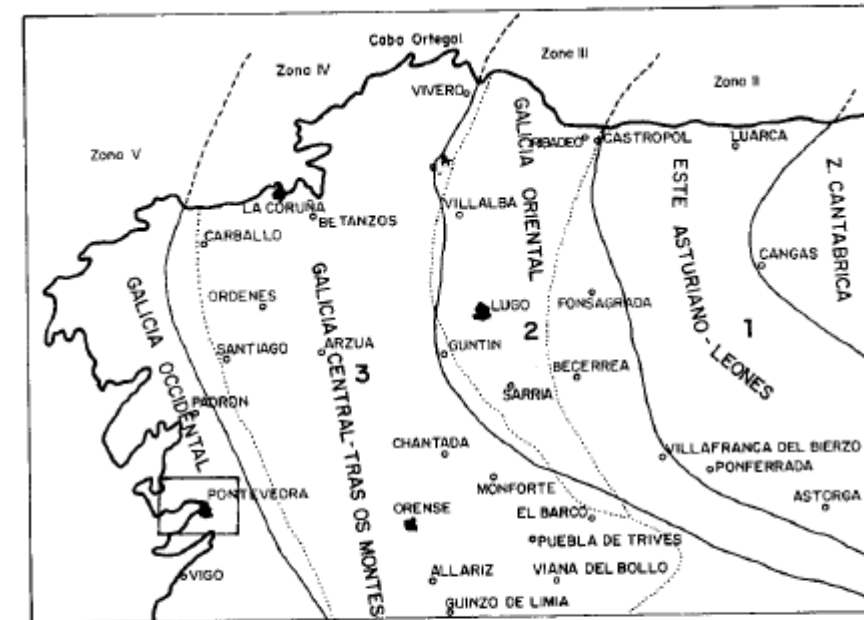 Cabo Ortegal
Zona III
Zona IV
Zona II
Zona V
VIVERO
GALICIA ORIENTAL
RIBADEO
CASTROPOL
LUARCA
Z. CANTABRICA
ESTE ASTURIANO-LEONES
LA CORUÑA
BETANZOS
VILLALBA
CARBALLO
CANGAS
GALICIA OCCIDENTAL
GALICIA CENTRAL-TRAS OS MONTES
ORDENES
LUGO
FONSAGRADA
1
2
3
SANTIAGO
ARZUA
GUNTIN
BECERREA
SARRIA
PADRON
CHANTADA
VILLAFRANCA DEL BIERZO
PONFERRADA
MONFORTE
PONTEVEDRA
ORENSE
EL BARCO
ASTORGA
PUEBLA DE TRIVES
VIGO
ALLARIZ
VIANA DEL BOLLO
GUINZO DE LIMIA